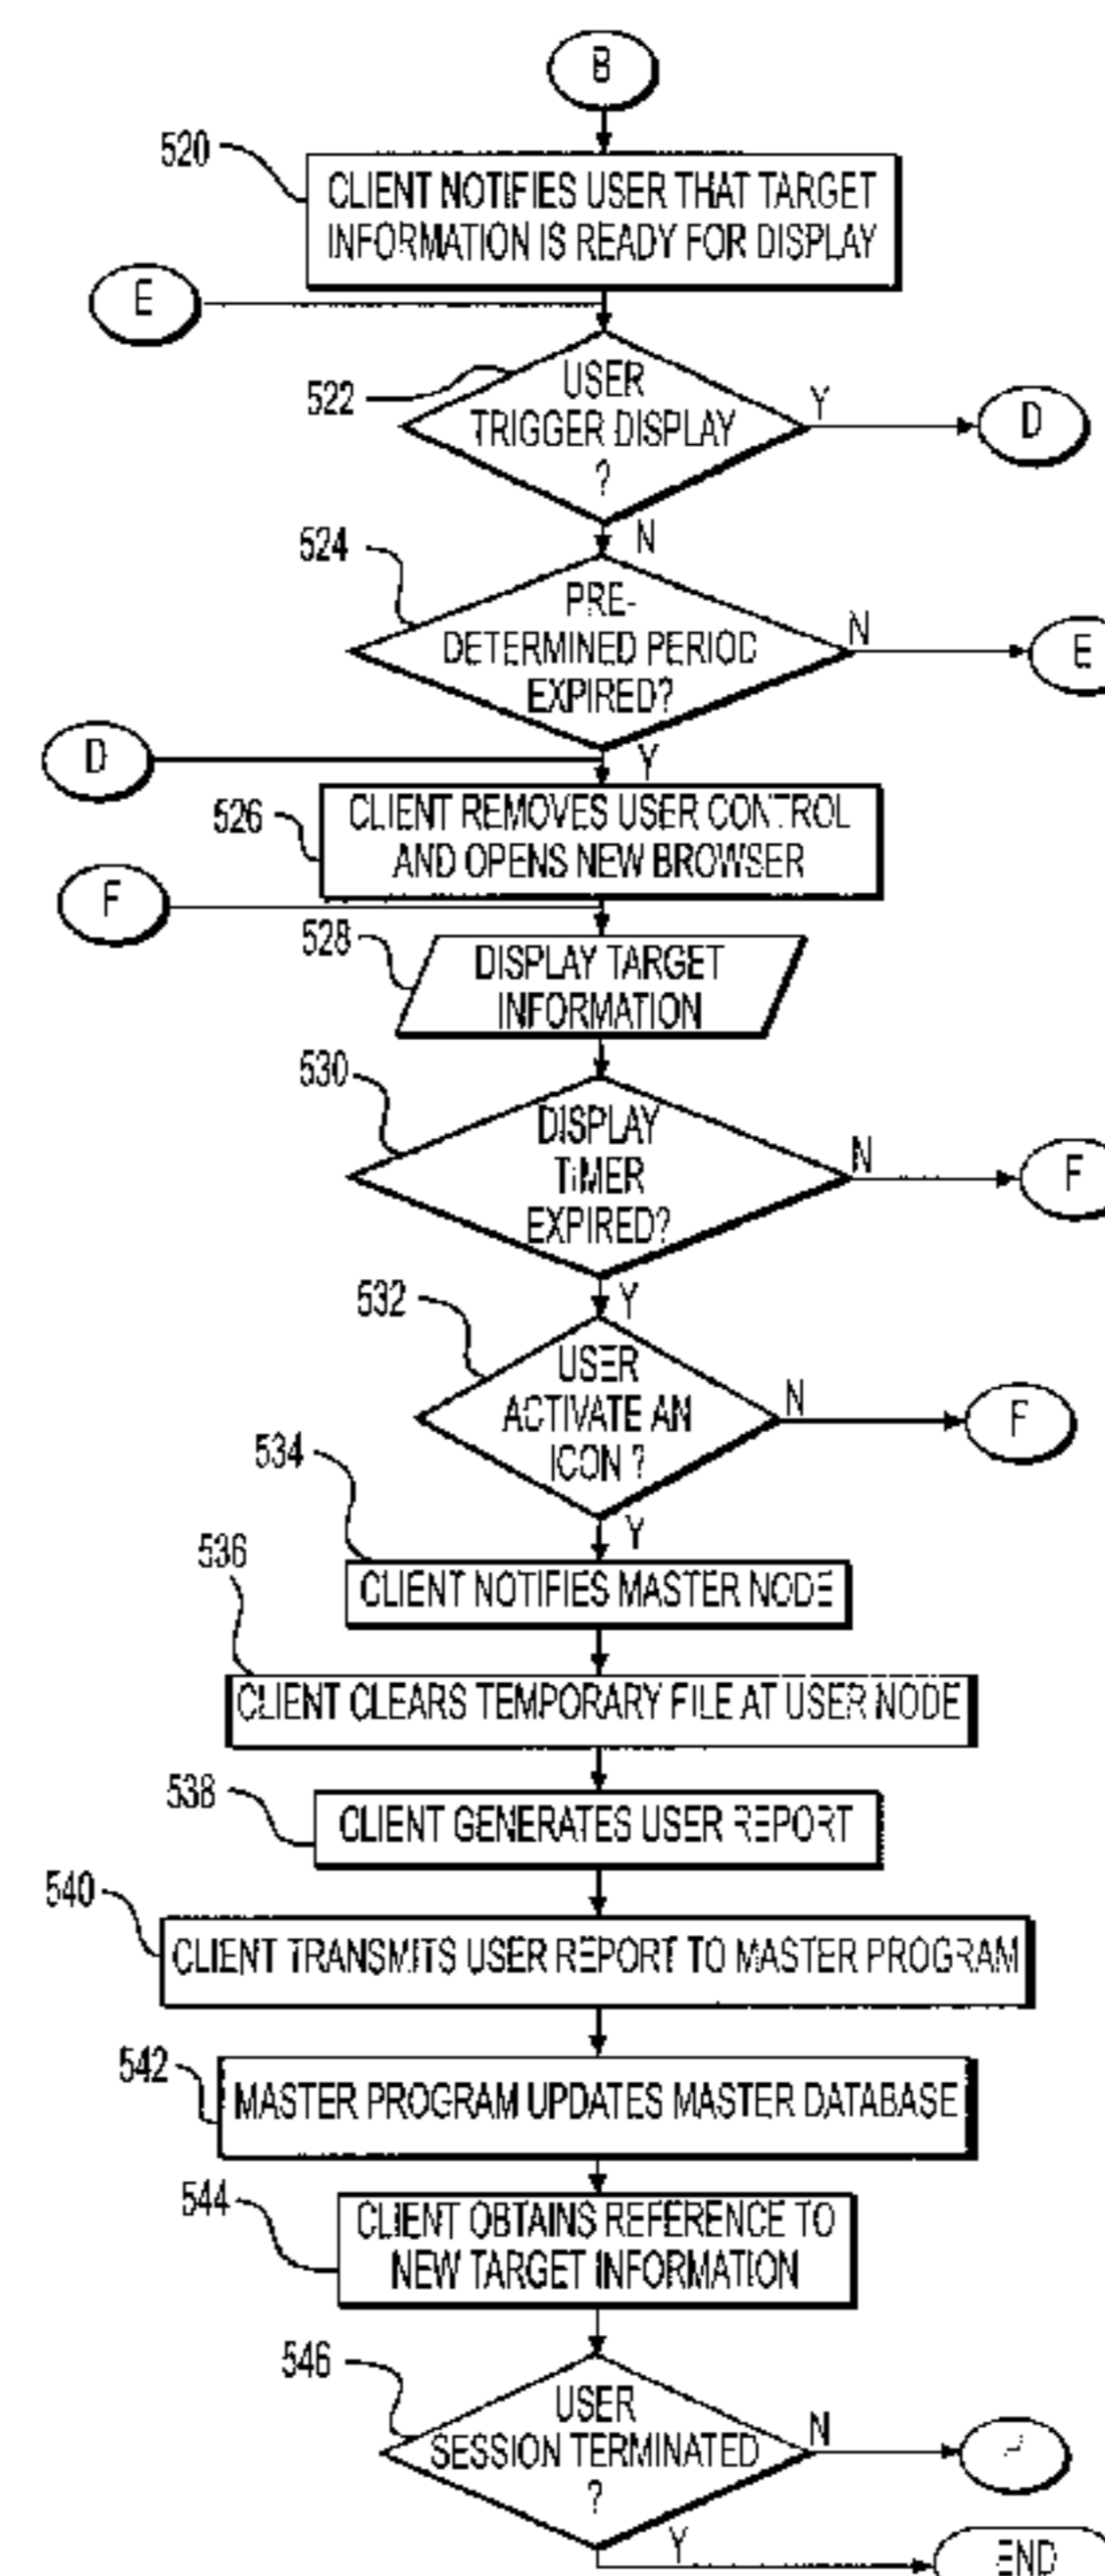 B
520
CLIENT NOTIFIES USER THAT TARGET
INFORMATION IS READY FOR DISPLAY
E
522
USER
TRIGGER DISPLAY
?
Y
D
N
524
PRE-
DETERMINED PERIOD
EXPIRED?
N
E
Y
D
526
CLIENT REMOVES USER CONTROL
AND OPENS NEW BROWSER
F
528
DISPLAY TARGET
INFORMATION
530
DISPLAY
TIMER
EXPIRED?
N
F
Y
532
USER
ACTIVATE AN
ICON ?
N
F
Y
534
CLIENT NOTIFIES MASTER NODE
536
CLIENT CLEARS TEMPORARY FILE AT USER NODE
538
CLIENT GENERATES USER REPORT
540
CLIENT TRANSMITS USER REPORT TO MASTER PROGRAM
542
MASTER PROGRAM UPDATES MASTER DATABASE
544
CLIENT OBTAINS REFERENCE TO
NEW TARGET INFORMATION
546
USER
SESSION TERMINATED
?
N
Y
END